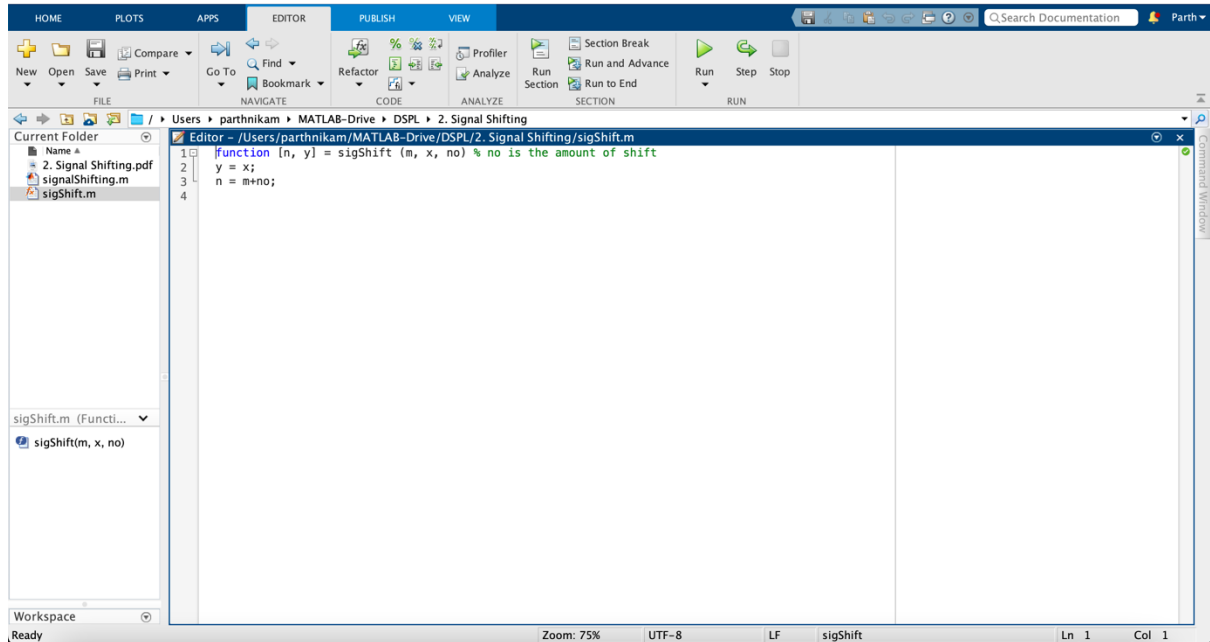 HOME PLOTS APPS EDITOR PUBLISH VIEW Search Documentation Parth
Compare Go To Find Refactor Profiler Section Break
New Open Save Print Bookmark Analyze Run Section Run and Advance Run Step Stop
Run to End
FILE NAVIGATE CODE ANALYZE SECTION RUN
/ Users parthnikam MATLAB-Drive DSPL 2. Signal Shifting
Current Folder
Name
2. Signal Shifting.pdf
signalShifting.m
sigShift.m
Editor – /Users/parthnikam/MATLAB-Drive/DSPL/2. Signal Shifting/sigShift.m
1 function [n, y] = sigShift (m, x, no) % no is the amount of shift
2 y = x;
3 n = m+no;
4
Command Window
sigShift.m (Functi...
sigShift(m, x, no)
Workspace
Ready Zoom: 75% UTF-8 LF sigShift Ln 1 Col 1